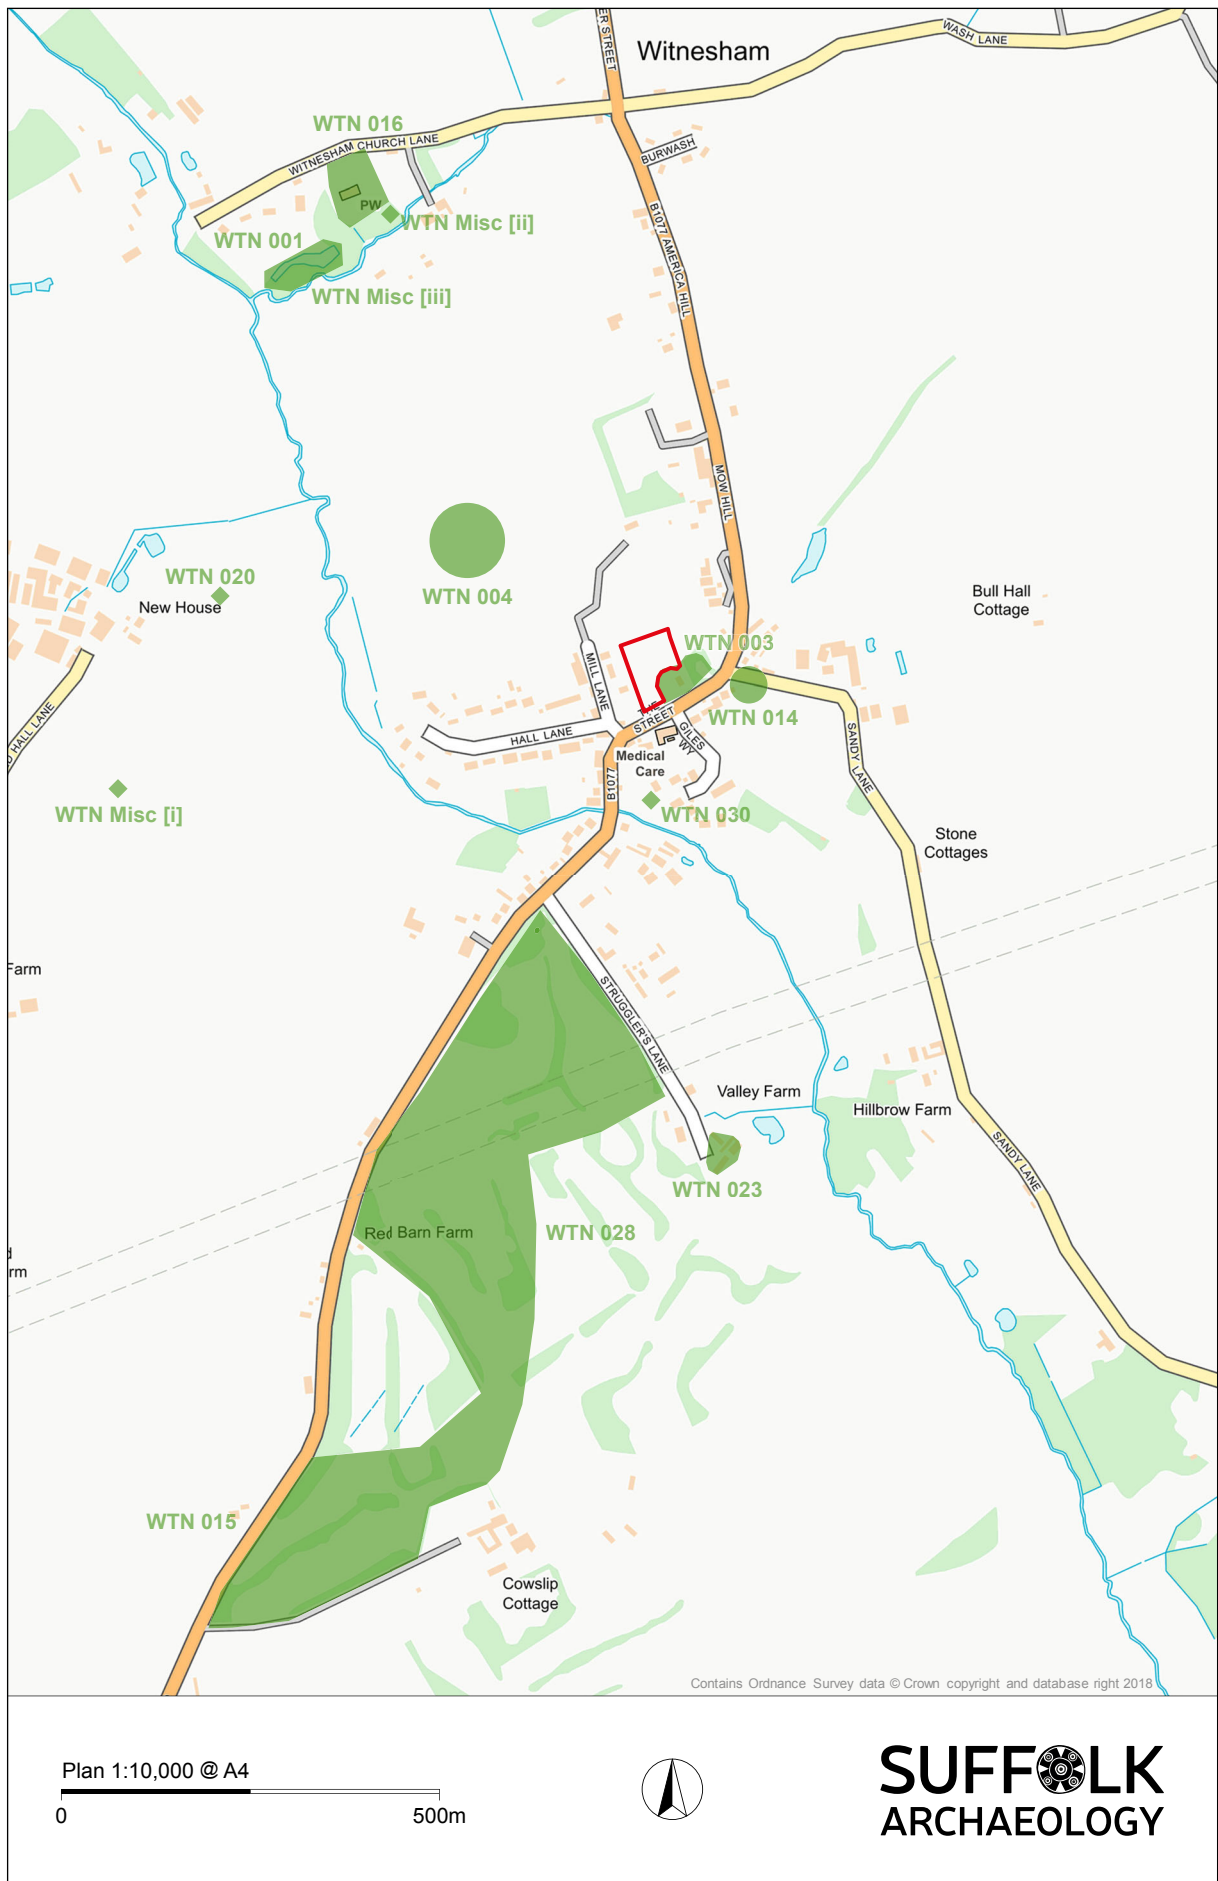 ER STREET
Witnesham
WASH LANE
WTN 016
WITNESHAM CHURCH LANE
BURWASH
PW
WTN Misc [ii]
B1077 AMERICA HILL
WTN 001
WTN Misc [iii]
MOW HILL
WTN 004
WTN 020
New House
Bull Hall
Cottage
WTN 003
MILL LANE
THE
STREET
WTN 014
HALL LANE
GILES
WY
D HALL LANE
SANDY LANE
Medical
Care
B1077
WTN Misc [i]
WTN 030
Stone
Cottages
Farm
STRUGGLER'S LANE
Valley Farm
Hillbrow Farm
SANDY LANE
WTN 023
Red Barn Farm
WTN 028
d
rm
WTN 015
Cowslip
Cottage
Contains Ordnance Survey data © Crown copyright and database right 2018
Plan 1:10,000 @ A4
0
500m
SUFFOLK
ARCHAEOLOGY